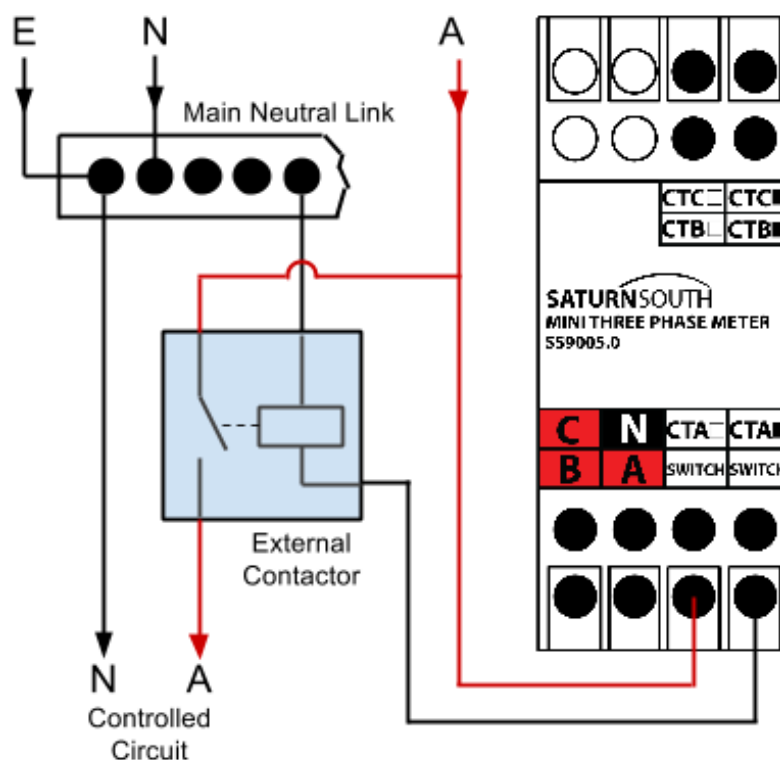 E N A
Main Neutral Link
CTC CTC
CTB CTB
SATURNSOUTH
MINI THREE PHASE METER
SS9005.0
C N CTA CTA
B A SWITCH SWITCH
External
Contactor
N A
Controlled
Circuit